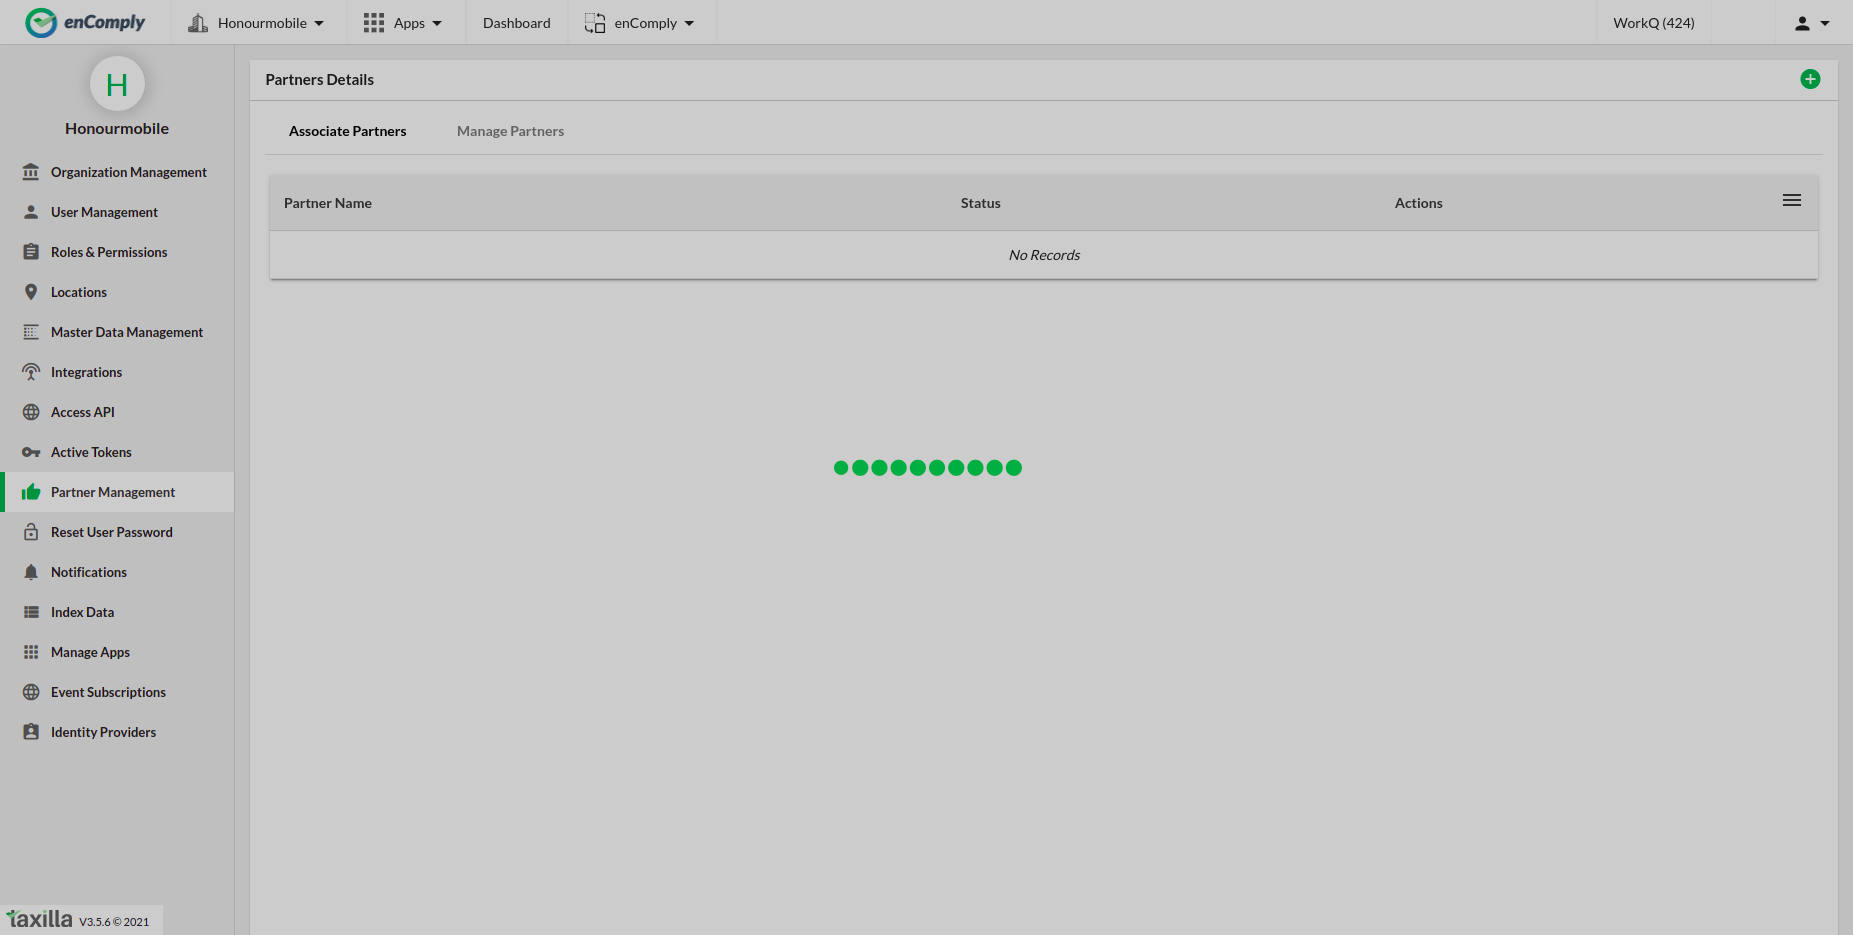 enComply
Honourmobile
Apps
Dashboard
enComply
WorkQ (424)
H
Honourmobile
Organization Management
User Management
Roles & Permissions
Locations
Master Data Management
Integrations
Access API
Active Tokens
Partner Management
Reset User Password
Notifications
Index Data
Manage Apps
Event Subscriptions
Identity Providers
taxilla V3.5.6 © 2021
Partners Details
Associate Partners Manage Partners
Partner Name Status Actions
No Records